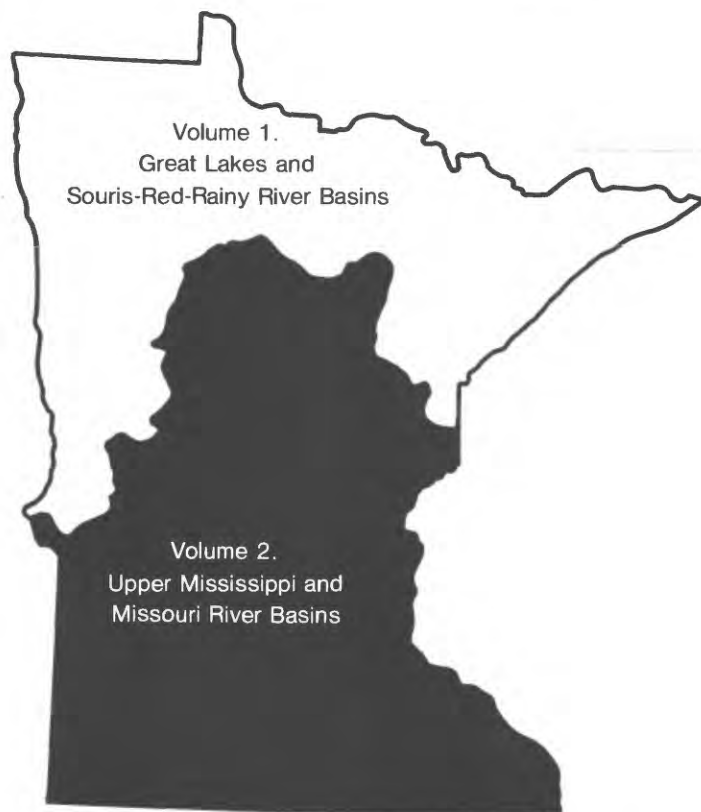 Volume 1.
Great Lakes and
Souris-Red-Rainy River Basins
Volume 2.
Upper Mississippi and
Missouri River Basins